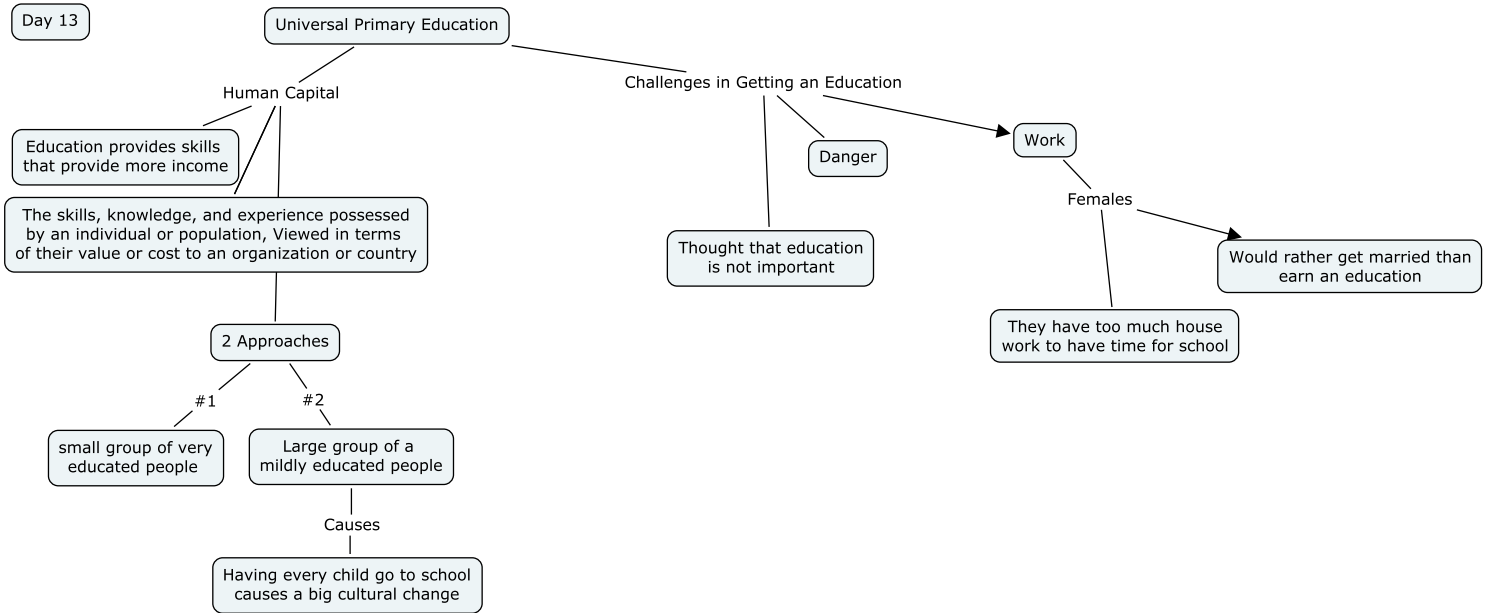 Day 13
Universal Primary Education
Human Capital
Education provides skills
that provide more income
The skills, knowledge, and experience possessed
by an individual or population, Viewed in terms
of their value or cost to an organization or country
2 Approaches
#1
small group of very
educated people
#2
Large group of a
mildly educated people
Causes
Having every child go to school
causes a big cultural change
Challenges in Getting an Education
Thought that education
is not important
Danger
Work
Females
They have too much house
work to have time for school
Would rather get married than
earn an education